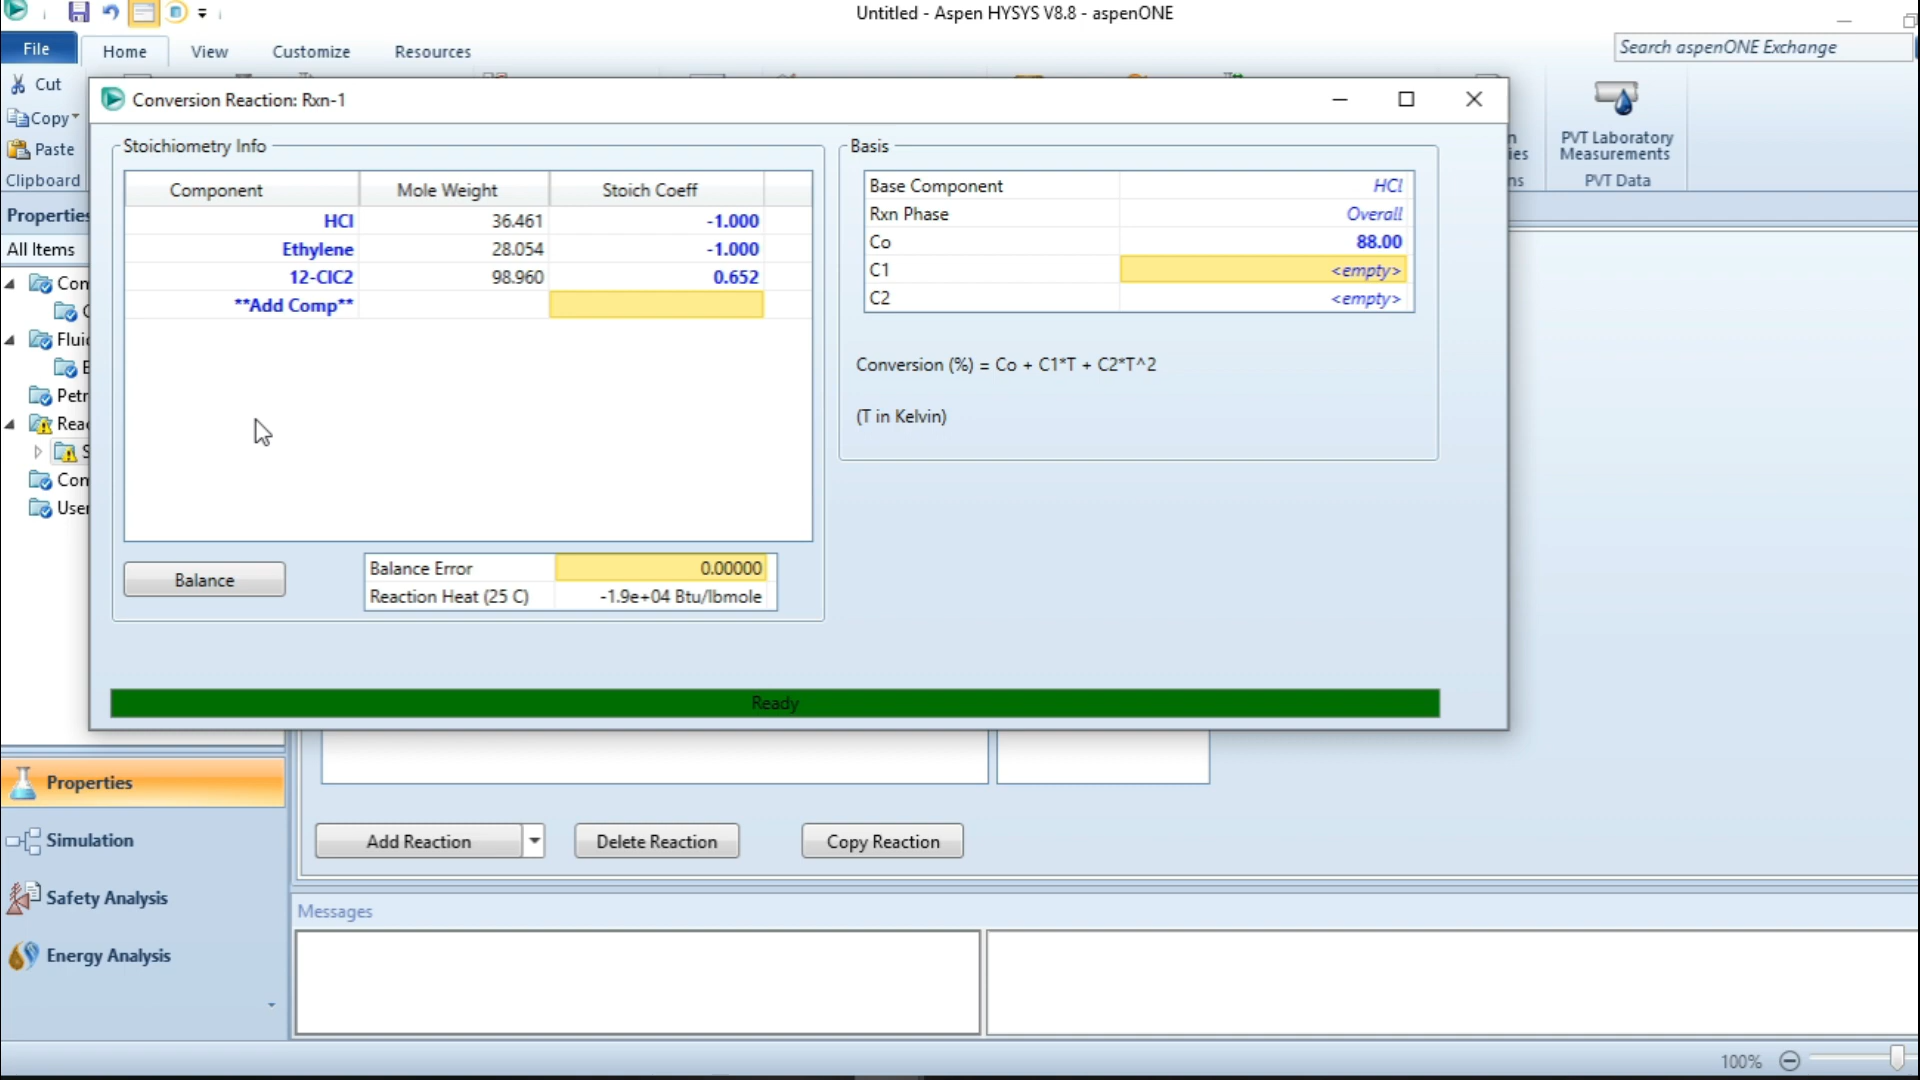 Untitled - Aspen HYSYS V8.8 - aspenONE
File
Home
View
Customize
Resources
Search aspenONE Exchange
Cut
Copy
Paste
Clipboard
PVT Laboratory
Measurements
PVT Data
Conversion Reaction: Rxn-1
Stoichiometry Info
Component Mole Weight Stoich Coeff
HCl 36.461 -1.000
Ethylene 28.054 -1.000
12-ClC2 98.960 0.652
**Add Comp**
Balance
Balance Error 0.00000
Reaction Heat (25 C) -1.9e+04 Btu/lbmole
Basis
Base Component HCl
Rxn Phase Overall
Co 88.00
C1 <empty>
C2 <empty>
Conversion (%) = Co + C1*T + C2*T^2
(T in Kelvin)
Ready
Properties
All Items
Properties
Simulation
Safety Analysis
Energy Analysis
Add Reaction
Delete Reaction
Copy Reaction
Messages
100%